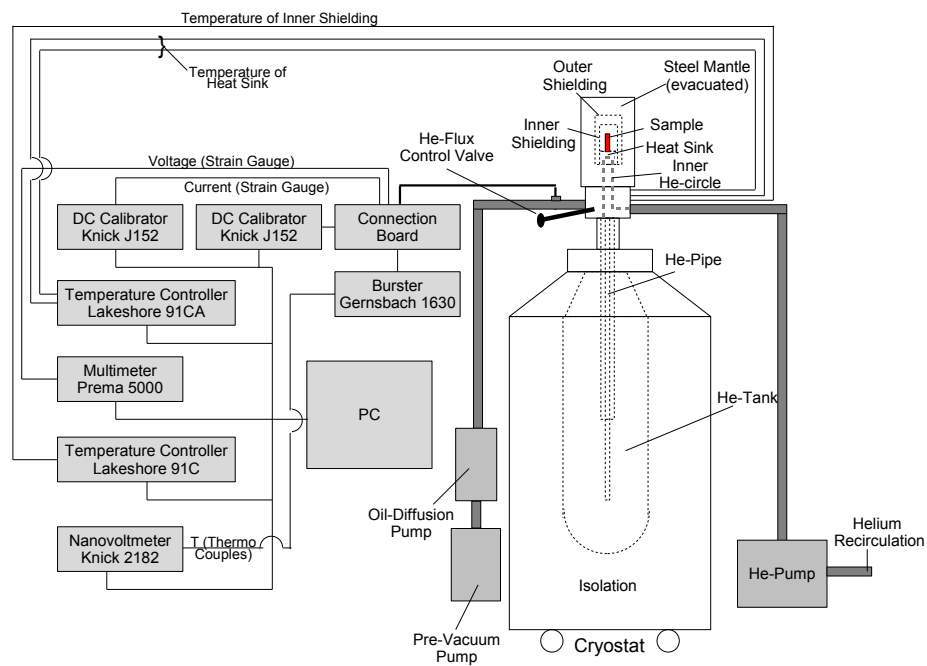 Temperature of Inner Shielding
Temperature of
Heat Sink
Outer
Shielding
Steel Mantle
(evacuated)
Inner
Shielding
Sample
Heat Sink
Inner
He-circle
He-Flux
Control Valve
Voltage (Strain Gauge)
Current (Strain Gauge)
DC Calibrator
Knick J152
DC Calibrator
Knick J152
Connection
Board
Burster
Gernsbach 1630
He-Pipe
Temperature Controller
Lakeshore 91CA
Multimeter
Prema 5000
PC
He-Tank
Temperature Controller
Lakeshore 91C
Oil-Diffusion
Pump
Nanovoltmeter
Knick 2182
T (Thermo
Couples)
Helium
Recirculation
He-Pump
Isolation
Pre-Vacuum
Pump
Cryostat